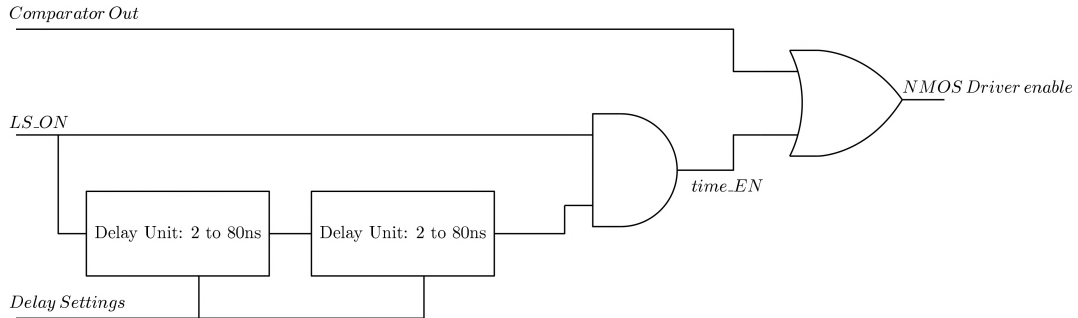 Comparator Out
NMOS Driver enable
LS_ON
time_EN
Delay Unit: 2 to 80ns
Delay Unit: 2 to 80ns
Delay Settings